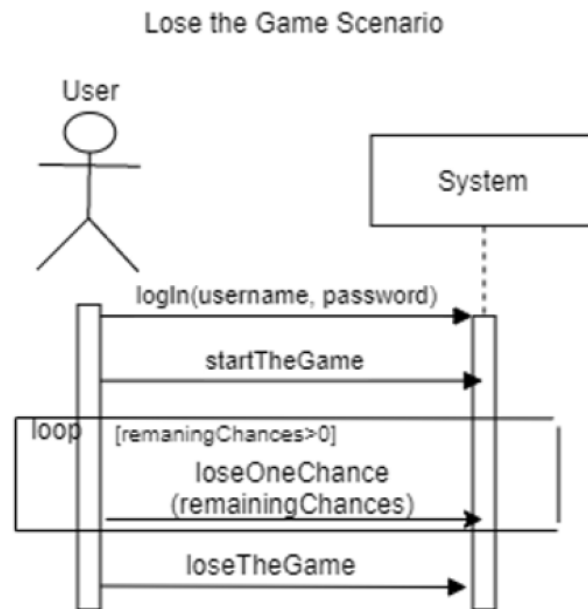 Lose the Game Scenario
User
System
logIn(username, password)
startTheGame
loop [remaningChances>0]
loseOneChance
(remainingChances)
loseTheGame